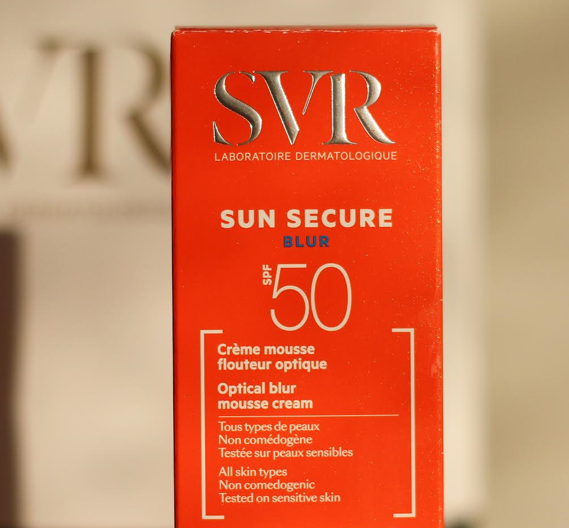 SVR
LABORATOIRE DERMATOLOGIQUE
SUN SECURE
BLUR
SPF 50
Crème mousse
flouteur optique
Optical blur
mousse cream
Tous types de peaux
Non comédogène
Testée sur peaux sensibles
All skin types
Non comedogenic
Tested on sensitive skin
VR